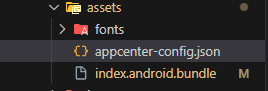 assets
fonts
appcenter-config.json
index.android.bundle M